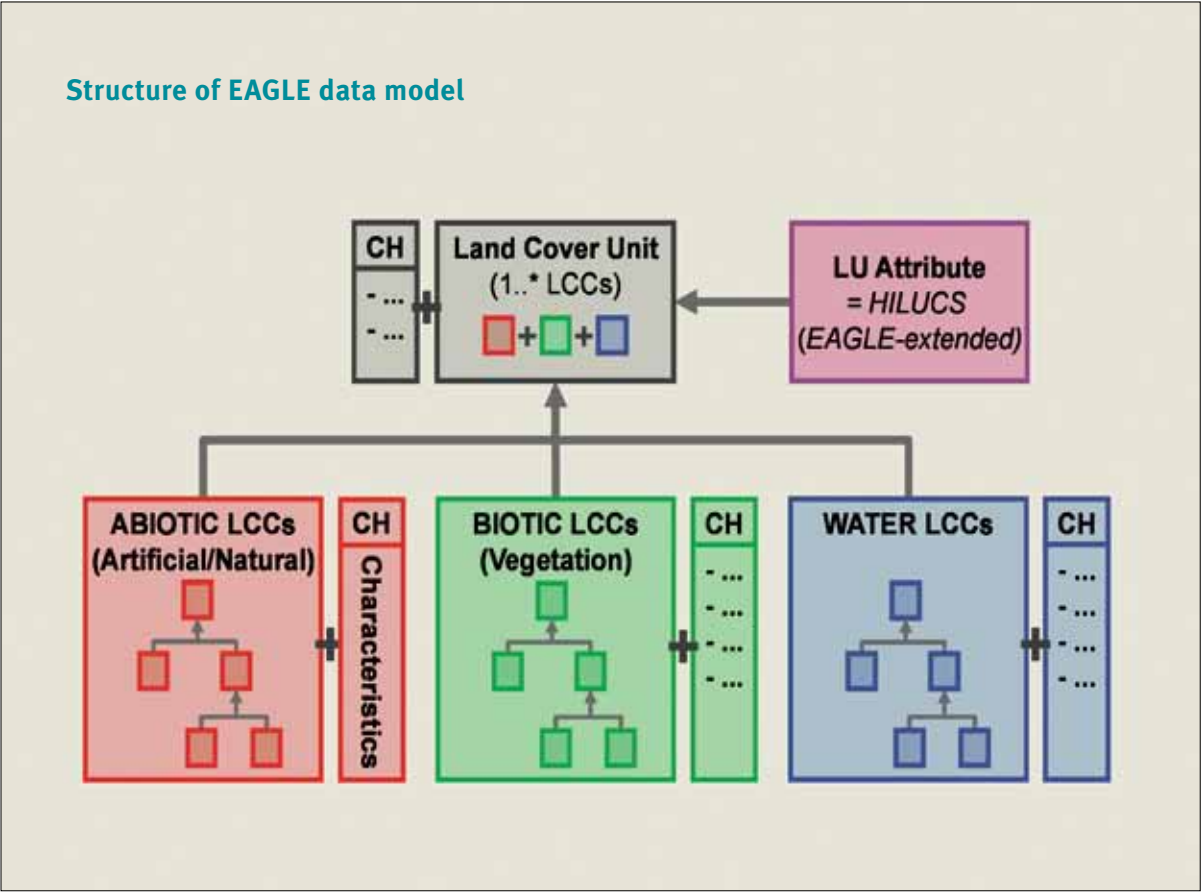 Structure of EAGLE data model
CH
- ...
- ...
+
Land Cover Unit
(1..* LCCs)
+ +
LU Attribute
= HILUCS
(EAGLE-extended)
ABIOTIC LCCs
(Artificial/Natural)
+
CH
Characteristics
BIOTIC LCCs
(Vegetation)
+
CH
- ...
- ...
- ...
- ...
WATER LCCs
+
CH
- ...
- ...
- ...
- ...